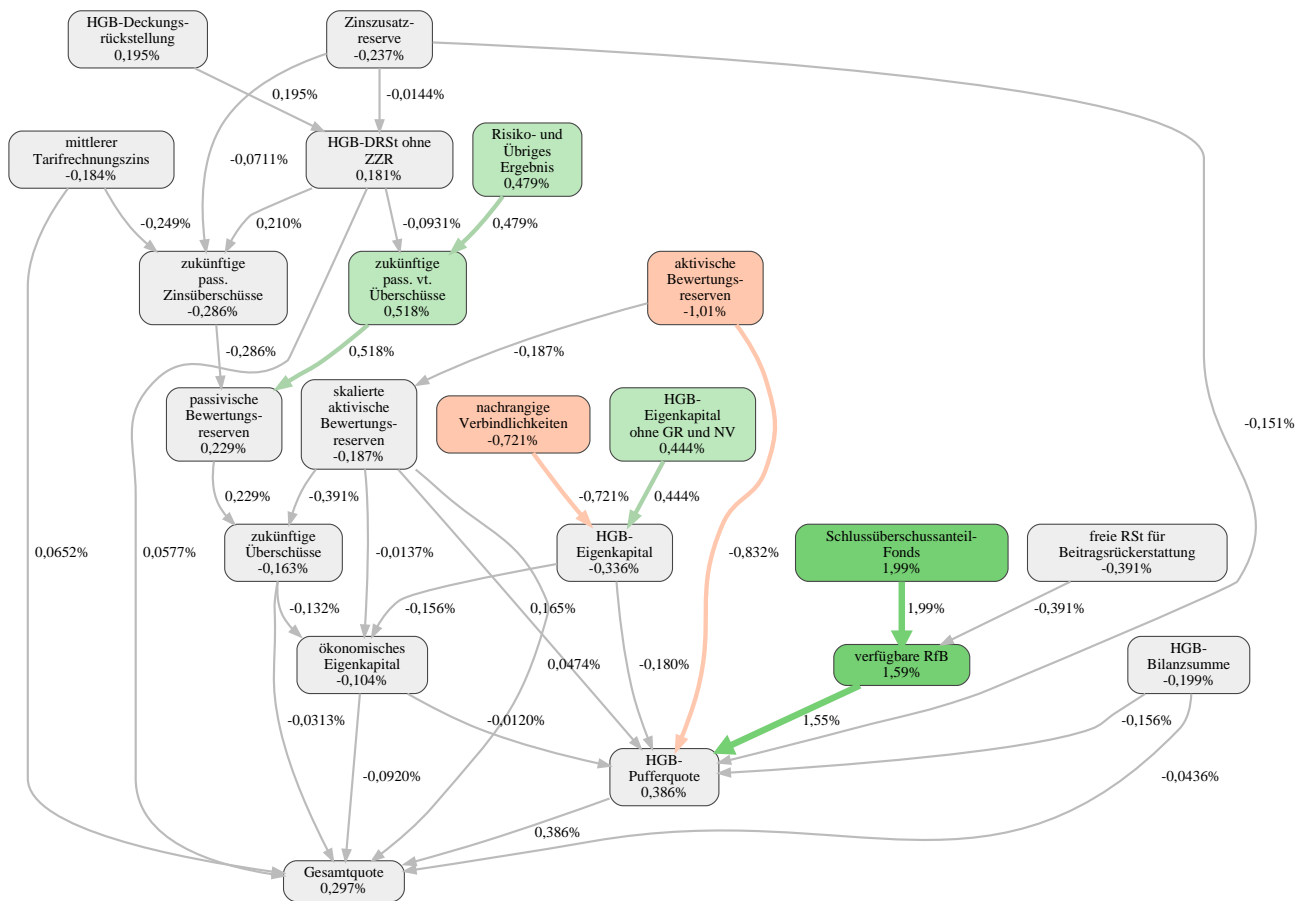 HGB-Deckungs-
rückstellung
0,195%
Zinszusatz-
reserve
-0,237%
0,195%
-0,0144%
mittlerer
Tarifrechnungszins
-0,184%
-0,0711%
HGB-DRSt ohne
ZZR
0,181%
Risiko- und
Übriges
Ergebnis
0,479%
-0,249%
0,210%
-0,0931%
0,479%
zukünftige
pass.
Zinsüberschüsse
-0,286%
zukünftige
pass. vt.
Überschüsse
0,518%
aktivische
Bewertungs-
reserven
-1,01%
-0,286%
0,518%
-0,187%
passivische
Bewertungs-
reserven
0,229%
skalierte
aktivische
Bewertungs-
reserven
-0,187%
nachrangige
Verbindlichkeiten
-0,721%
HGB-
Eigenkapital
ohne GR und NV
0,444%
-0,151%
0,229%
-0,391%
-0,721%
0,444%
0,0652%
0,0577%
zukünftige
Überschüsse
-0,163%
-0,0137%
HGB-
Eigenkapital
-0,336%
-0,832%
Schlussüberschussanteil-
Fonds
1,99%
freie RSt für
Beitragsrückerstattung
-0,391%
-0,132%
-0,156%
0,165%
1,99%
-0,391%
ökonomisches
Eigenkapital
-0,104%
0,0474%
-0,180%
verfügbare RfB
1,59%
HGB-
Bilanzsumme
-0,199%
-0,0313%
-0,0120%
1,55%
-0,156%
-0,0920%
HGB-
Pufferquote
0,386%
-0,0436%
0,386%
Gesamtquote
0,297%